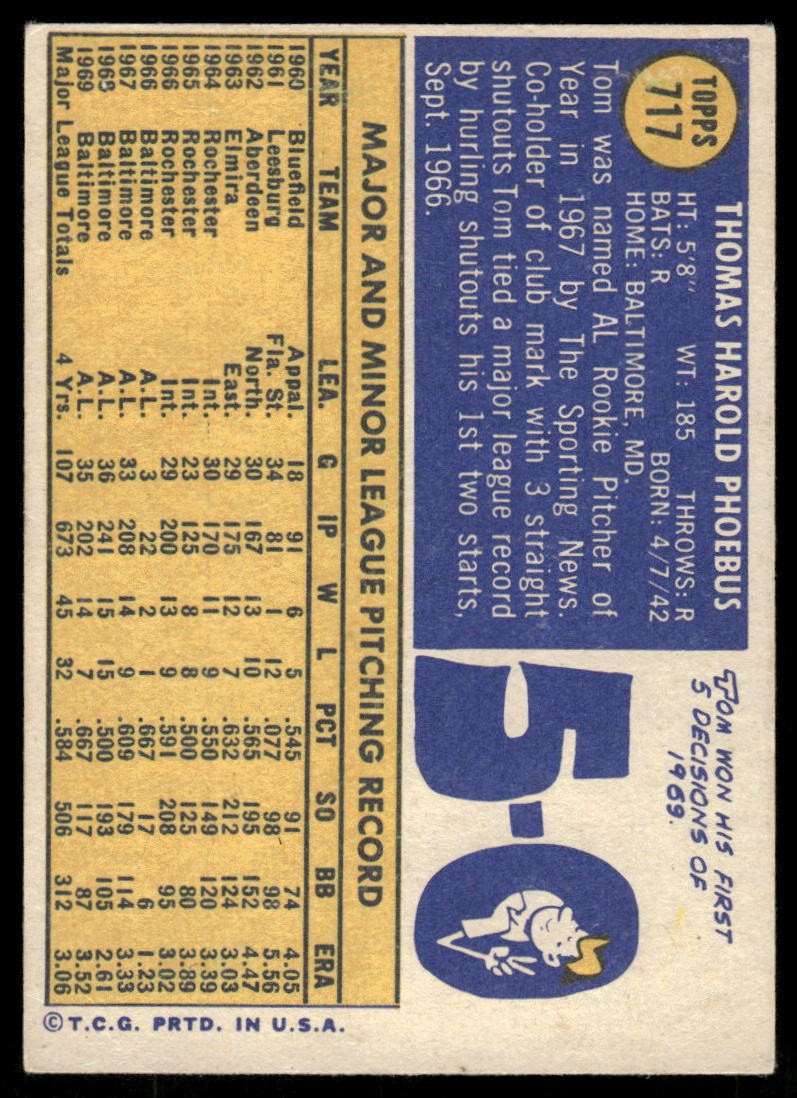 TOPPS
717
THOMAS HAROLD PHOEBUS
HT: 5'8" WT: 185 THROWS: R
BATS: R BORN: 4/7/42
HOME: BALTIMORE, MD.
Tom was named AL Rookie Pitcher of
Year in 1967 by The Sporting News.
Co-holder of club mark with 3 straight
shutouts Tom tied a major league record
by hurling shutouts his 1st two starts,
Sept. 1966.
TOM WON HIS FIRST
5 DECISIONS OF
1969.
5-0
MAJOR AND MINOR LEAGUE PITCHING RECORD
YEAR TEAM LEA. G IP W L PCT SO BB ERA
1960 Bluefield Appal. 18 91 6 5 .545 91 74 4.05
1961 Leesburg Fla. St. 34 81 1 12 .077 98 98 5.56
1962 Aberdeen North. 30 167 13 10 .565 195 152 4.47
1963 Elmira East. 29 175 12 7 .632 212 124 3.03
1964 Rochester Int. 30 170 11 9 .550 149 120 3.39
1965 Rochester Int. 23 125 8 8 .500 125 80 3.89
1966 Rochester Int. 29 200 13 9 .591 208 95 3.02
1966 Baltimore A.L. 3 22 2 1 .667 17 6 1.23
1967 Baltimore A.L. 33 208 14 9 .609 179 114 3.33
1968 Baltimore A.L. 36 241 15 15 .500 193 105 2.61
1969 Baltimore A.L. 35 202 14 7 .667 117 87 3.52
Major League Totals 4 Yrs. 107 673 45 32 .584 506 312 3.06
© T.C.G. PRTD. IN U.S.A.